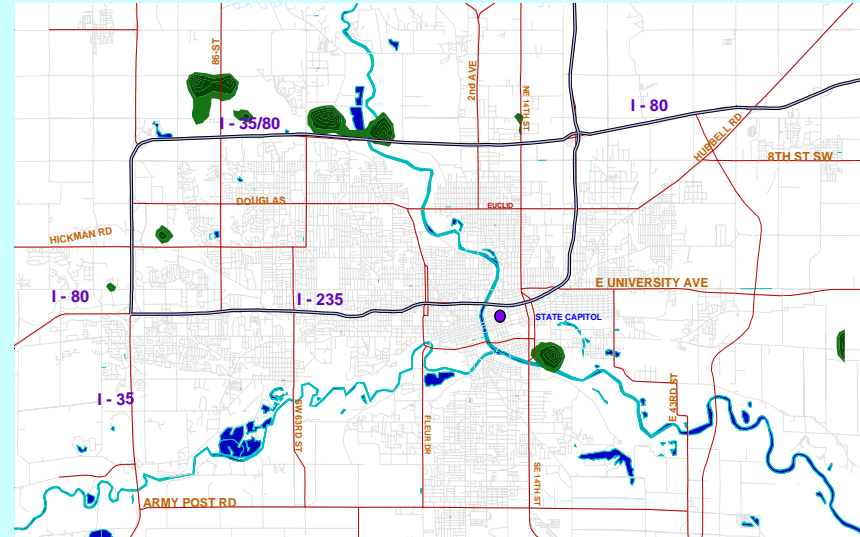 86-ST
2nd AVE
NE 14TH ST
I - 80
I - 35/80
HUBBELL RD
8TH ST SW
DOUGLAS
EUCLID
HICKMAN RD
E UNIVERSITY AVE
I - 80
I - 235
STATE CAPITOL
I - 35
SW 63RD ST
FLEUR DR
E 43RD ST
SE 14TH ST
ARMY POST RD